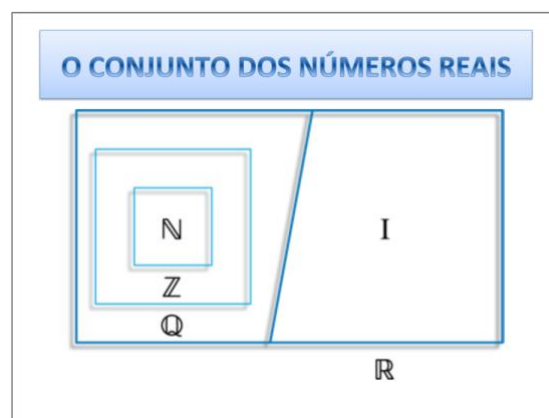 O CONJUNTO DOS NÚMEROS REAIS
ℕ
I
ℤ
ℚ
ℝ